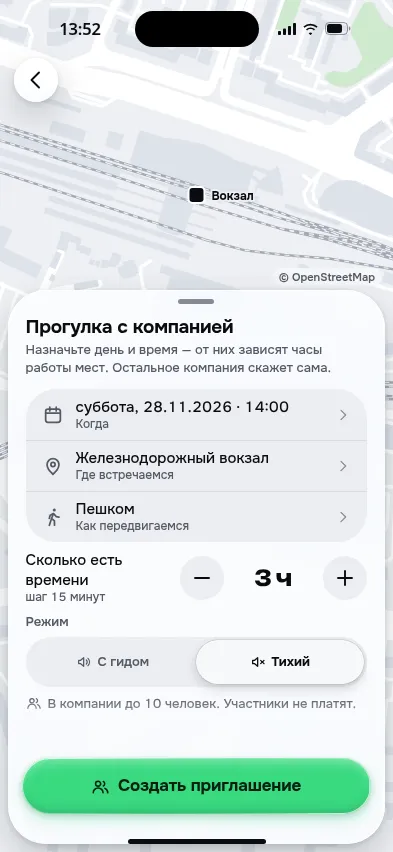 13:52
Вокзал
© OpenStreetMap
Прогулка с компанией
Назначьте день и время — от них зависят часы
работы мест. Остальное компания скажет сама.
суббота, 28.11.2026 · 14:00
Когда
Железнодорожный вокзал
Где встречаемся
Пешком
Как передвигаемся
Сколько есть
времени
шаг 15 минут
3 ч
Режим
С гидом
Тихий
В компании до 10 человек. Участники не платят.
Создать приглашение